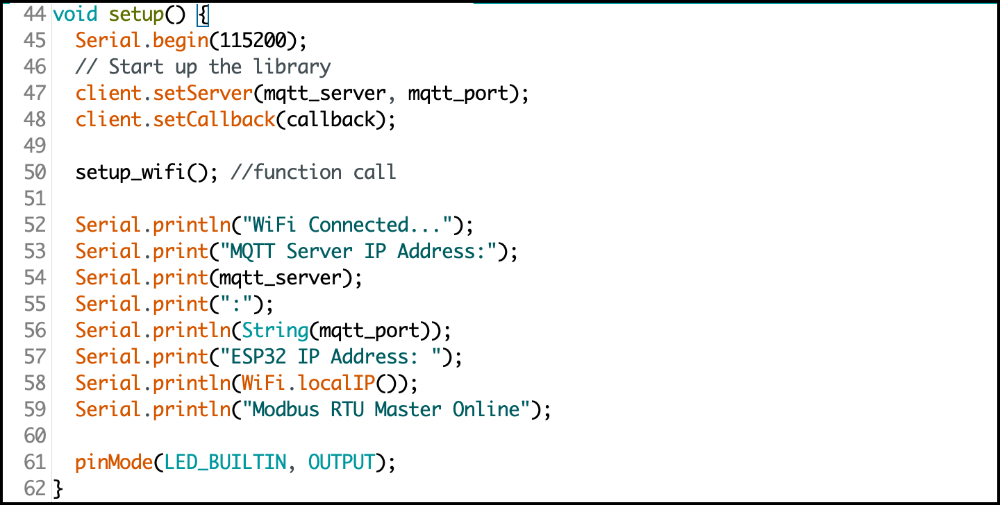 44 void setup() {
45   Serial.begin(115200);
46   // Start up the library
47   client.setServer(mqtt_server, mqtt_port);
48   client.setCallback(callback);
49
50   setup_wifi(); //function call
51
52   Serial.println("WiFi Connected...");
53   Serial.print("MQTT Server IP Address:");
54   Serial.print(mqtt_server);
55   Serial.print(":");
56   Serial.println(String(mqtt_port));
57   Serial.print("ESP32 IP Address: ");
58   Serial.println(WiFi.localIP());
59   Serial.println("Modbus RTU Master Online");
60
61   pinMode(LED_BUILTIN, OUTPUT);
62 }